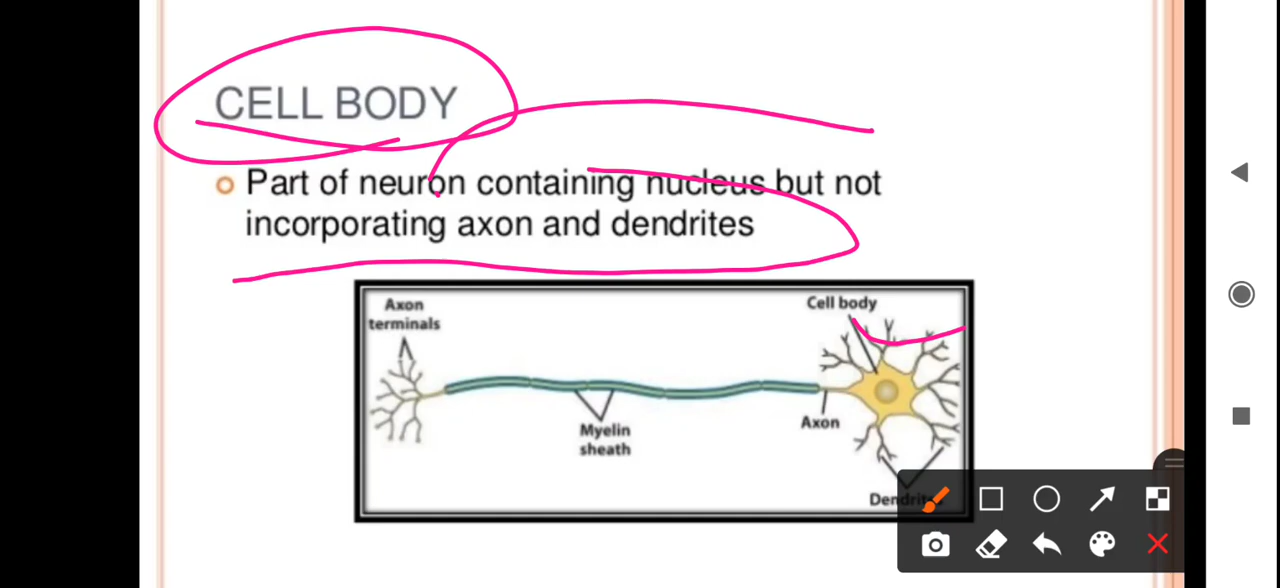 CELL BODY
Part of neuron containing nucleus but not
incorporating axon and dendrites
Axon
terminals
Cell body
Myelin
sheath
Axon